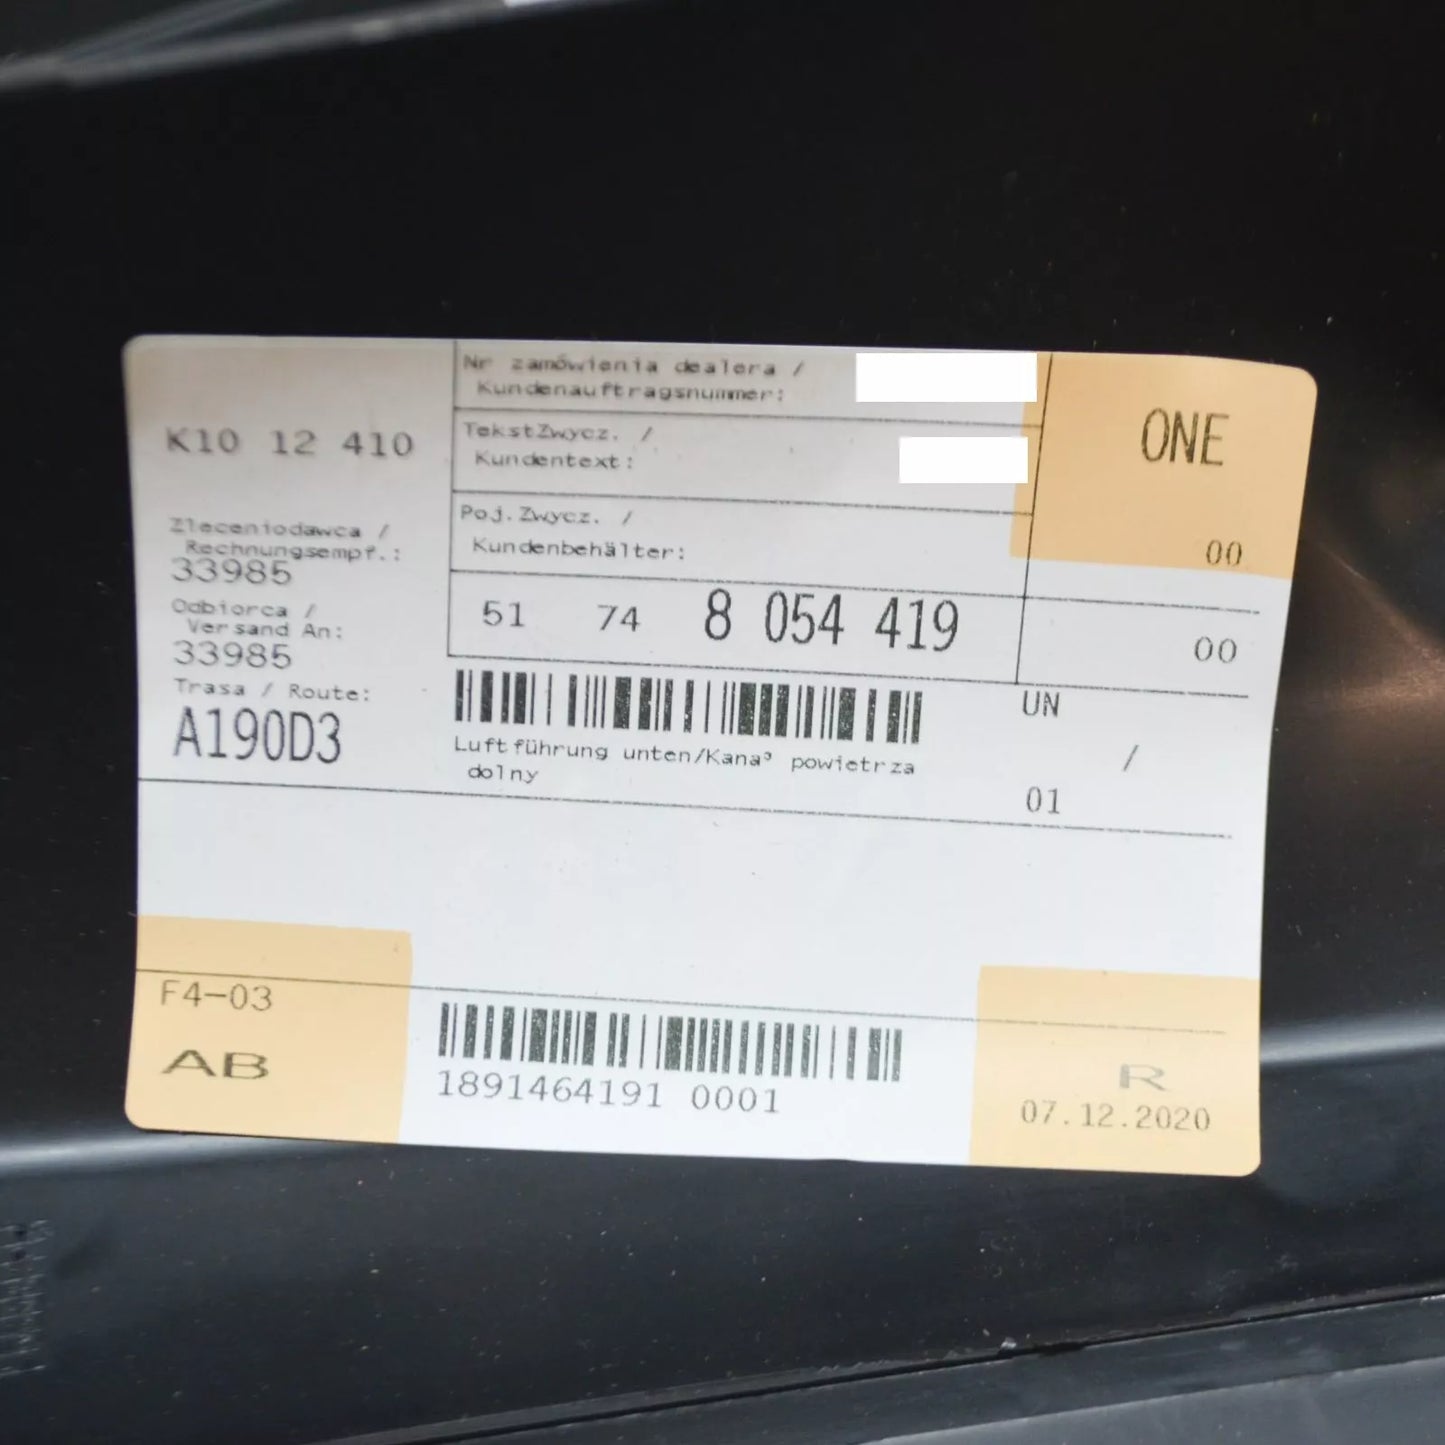 K10 12 410
Zleceniodawca /
Rechnungsempf.:
33985
Odbiorca /
Versand An:
33985
Trasa / Route:
A190D3
Nr zamówienia dealera /
Kundenauftragsnummer:
TekstZwycz. /
Kundentext:
Poj.Zwycz. /
Kundenbehälter:
51 74 8 054 419
Luftführung unten/Kana³ powietrza
dolny
ONE
00
00
UN
/
01
F4-03
AB
1891464191 0001
R
07.12.2020